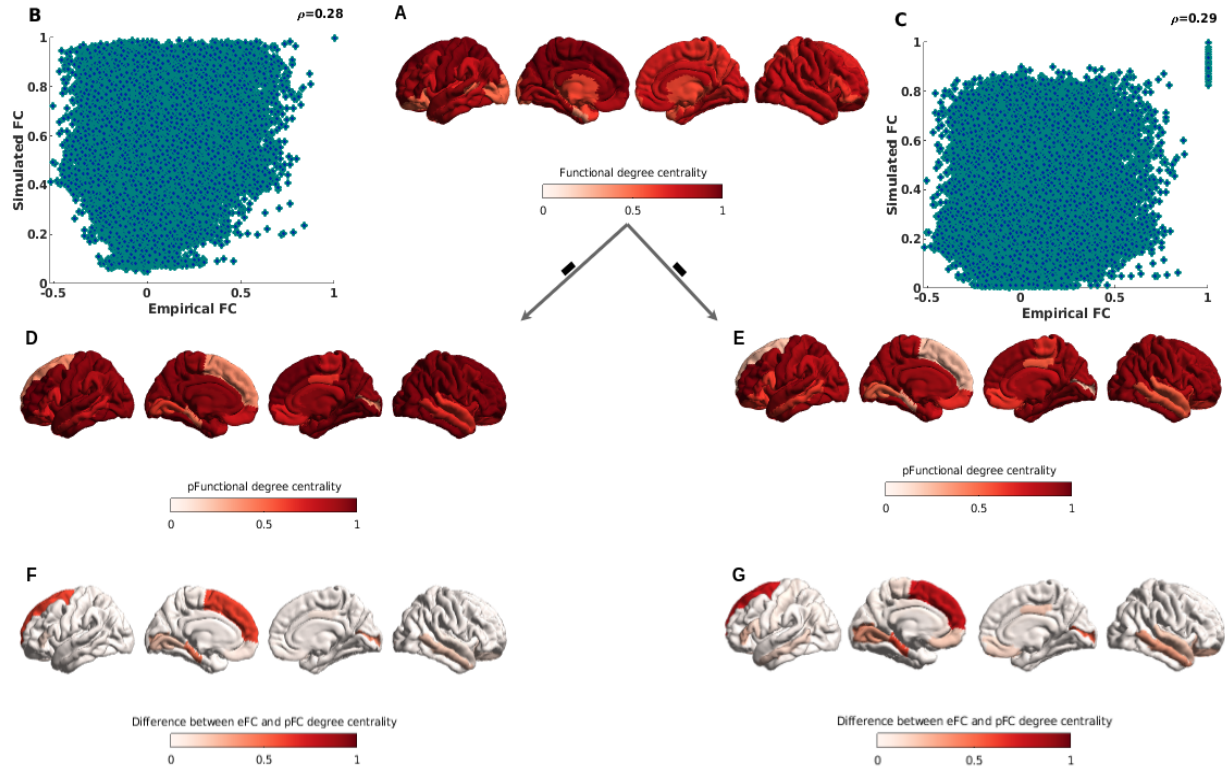 B
ρ=0.28
1
0.8
0.6
0.4
0.2
0
Simulated FC
-0.5
0
0.5
1
Empirical FC
A
Functional degree centrality
0
0.5
1
C
ρ=0.29
1
0.8
0.6
0.4
0.2
0
Simulated FC
-0.5
0
0.5
1
Empirical FC
D
pFunctional degree centrality
0
0.5
1
E
pFunctional degree centrality
0
0.5
1
F
Difference between eFC and pFC degree centrality
0
0.5
1
G
Difference between eFC and pFC degree centrality
0
0.5
1